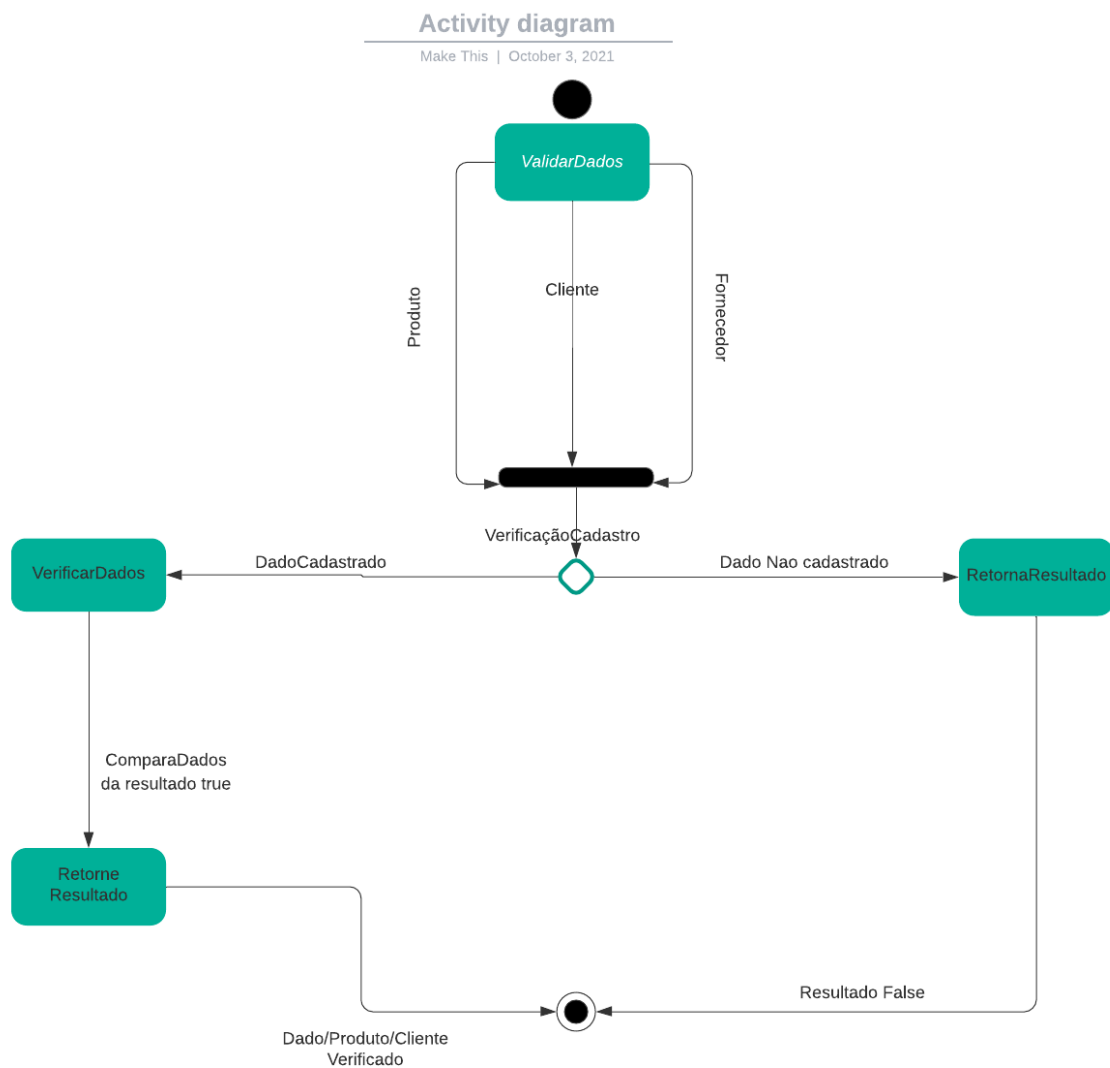 Activity diagram
Make This | October 3, 2021
ValidarDados
Produto
Cliente
Fornecedor
VerificaçãoCadastro
DadoCadastrado
Dado Nao cadastrado
VerificarDados
RetornaResultado
ComparaDados
da resultado true
Retorne
Resultado
Resultado False
Dado/Produto/Cliente
Verificado